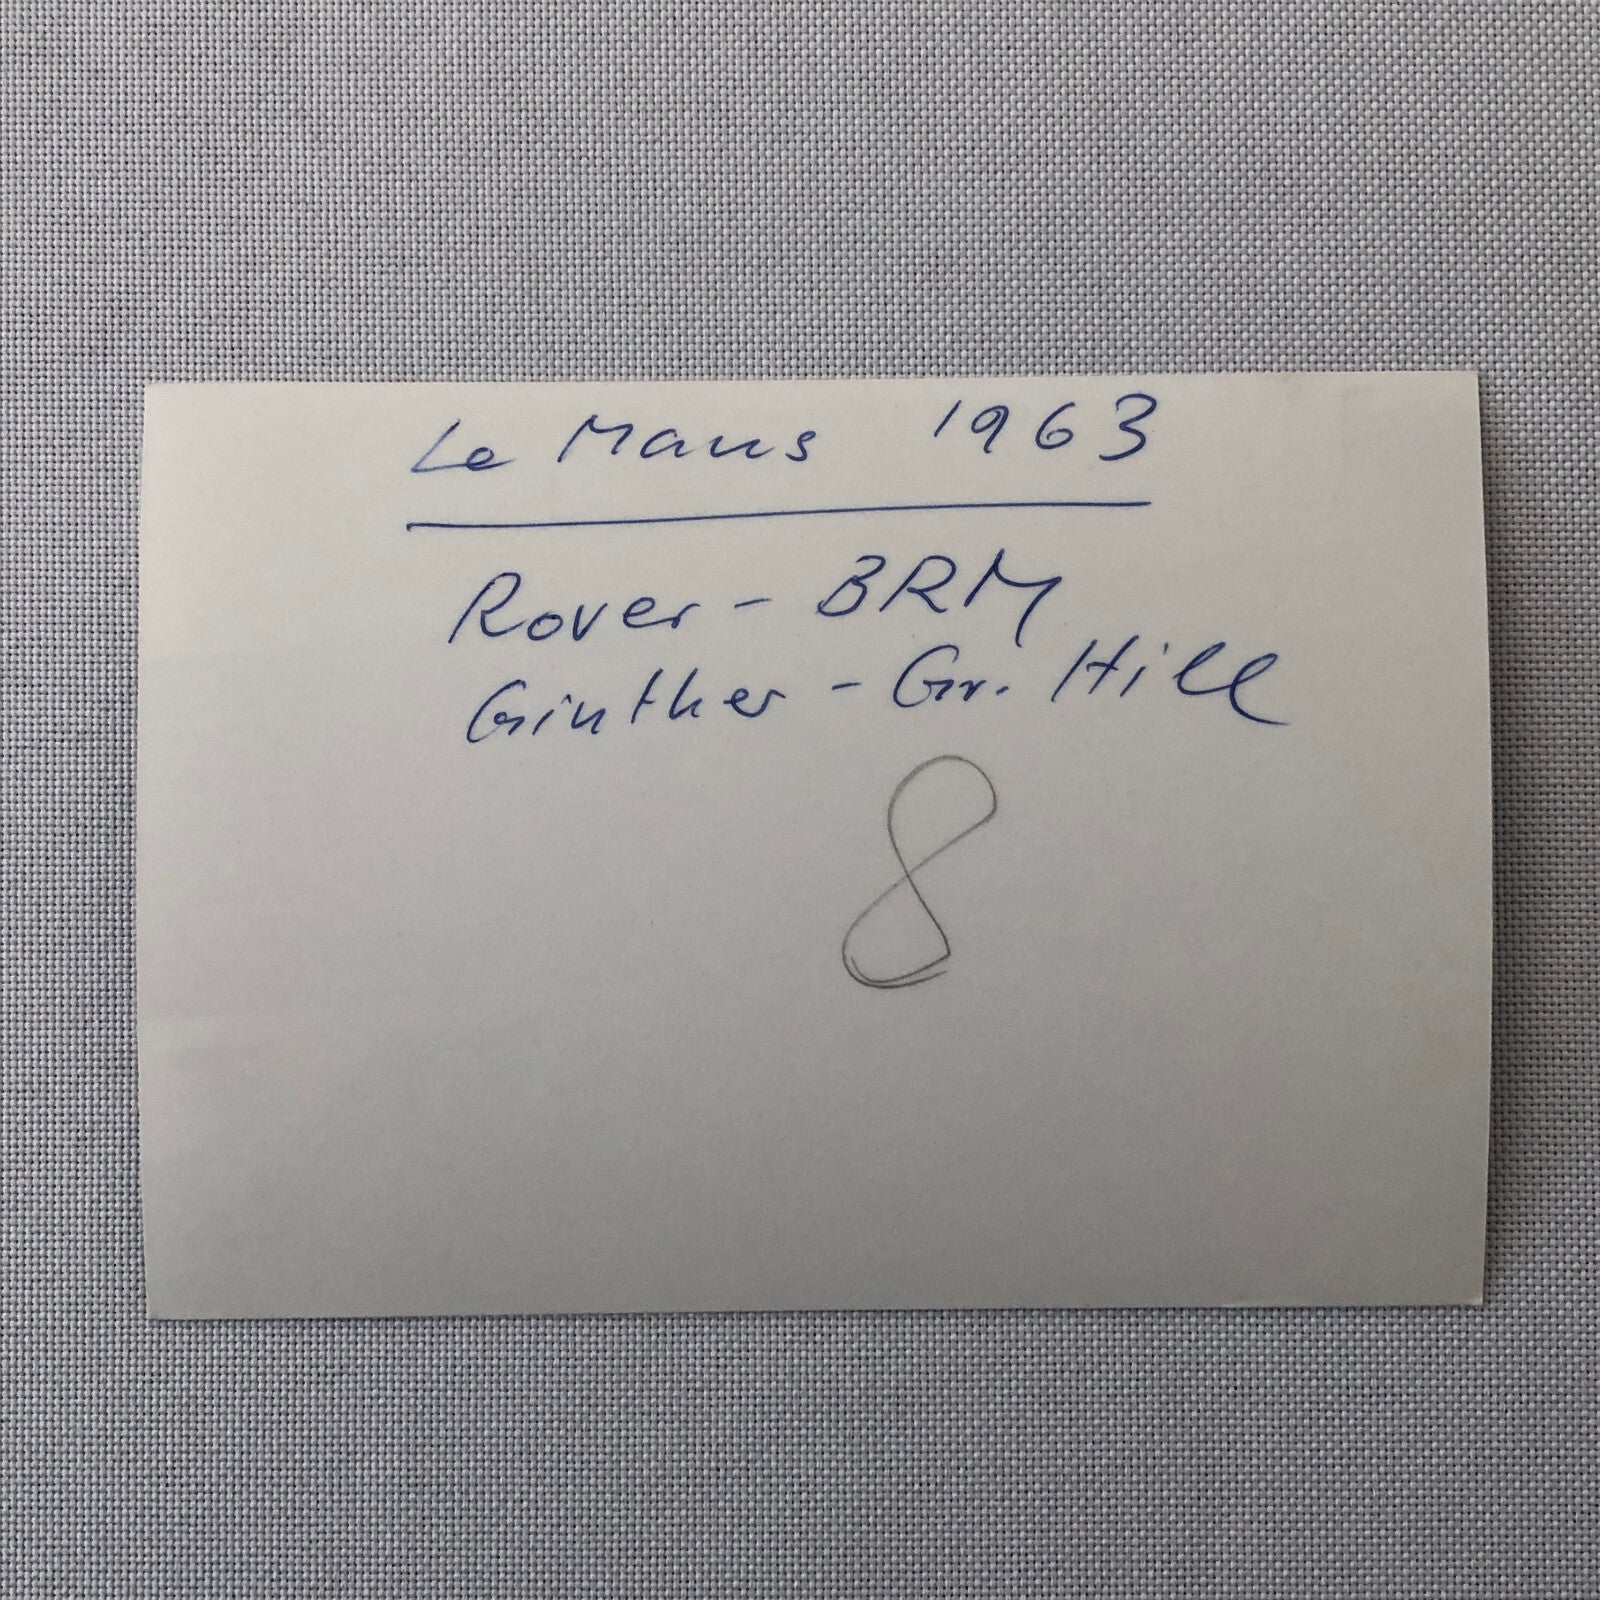 Le Mans 1963
Rover - BRM
Ginther - Gr. Hill
8